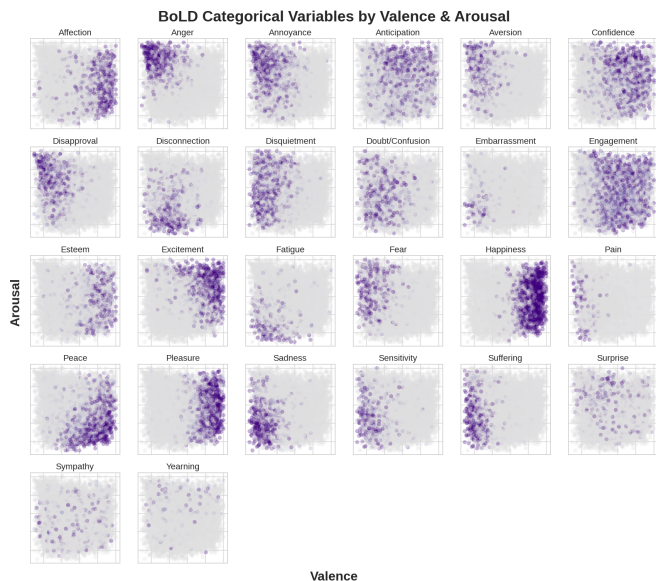 BoLD Categorical Variables by Valence & Arousal
Affection
Anger
Annoyance
Anticipation
Aversion
Confidence
Disapproval
Disconnection
Disquietment
Doubt/Confusion
Embarrassment
Engagement
Esteem
Excitement
Fatigue
Fear
Happiness
Pain
Peace
Pleasure
Sadness
Sensitivity
Suffering
Surprise
Sympathy
Yearning
Arousal
Valence